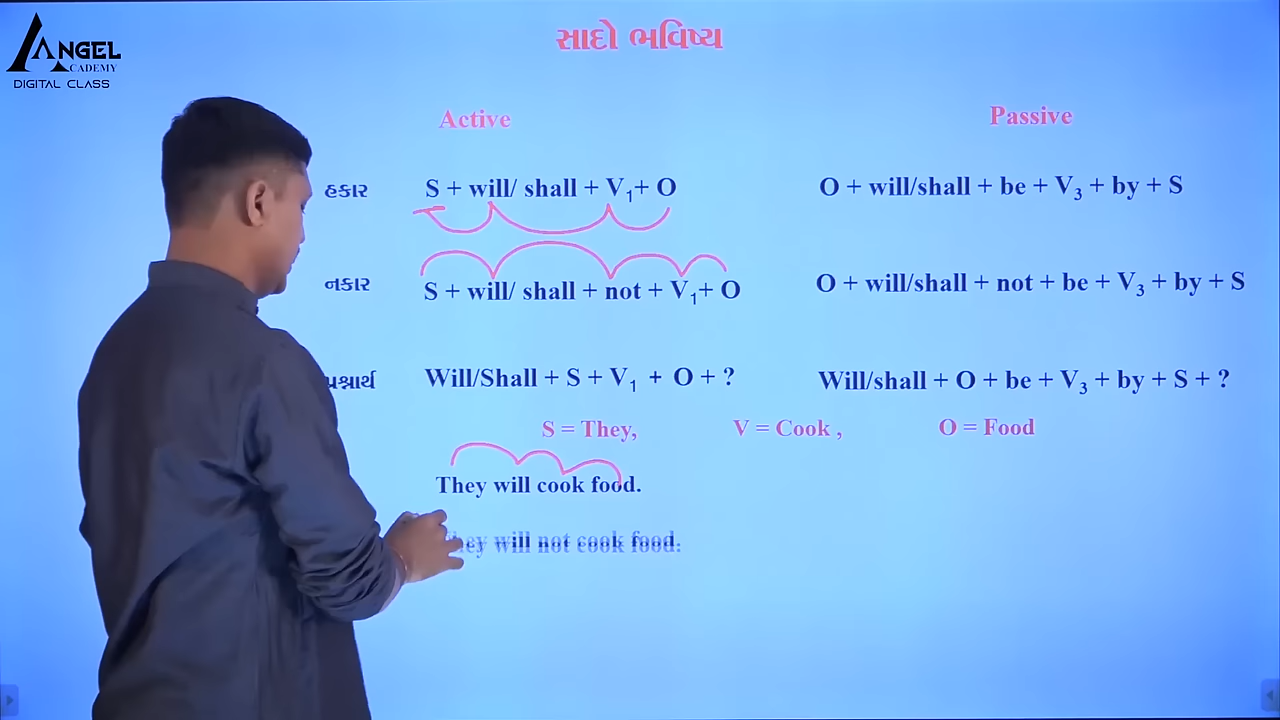 ANGEL
ACADEMY
DIGITAL CLASS
સાદો ભવિષ્ય
Active Passive
હકાર S + will/ shall + V₁+ O O + will/shall + be + V₃ + by + S
નકાર S + will/ shall + not + V₁+ O O + will/shall + not + be + V₃ + by + S
પ્રશ્નાર્થ Will/Shall + S + V₁ + O + ? Will/shall + O + be + V₃ + by + S + ?
S = They, V = Cook , O = Food
They will cook food.
They will not cook food.